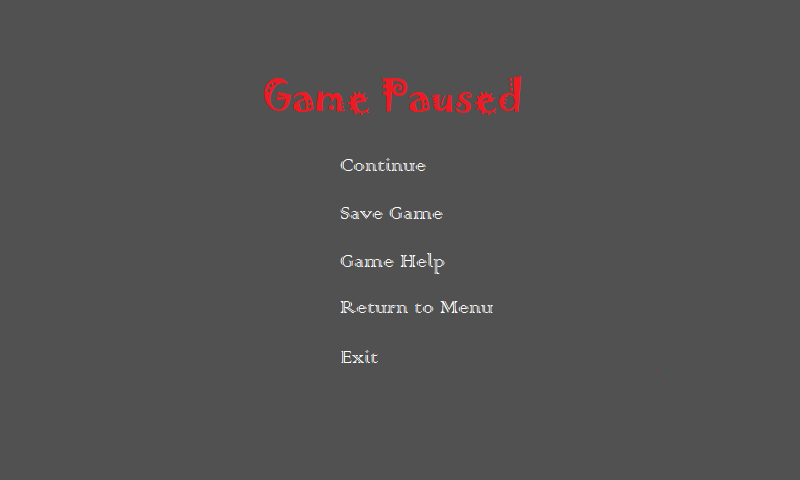 Game Paused
Continue
Save Game
Game Help
Return to Menu
Exit